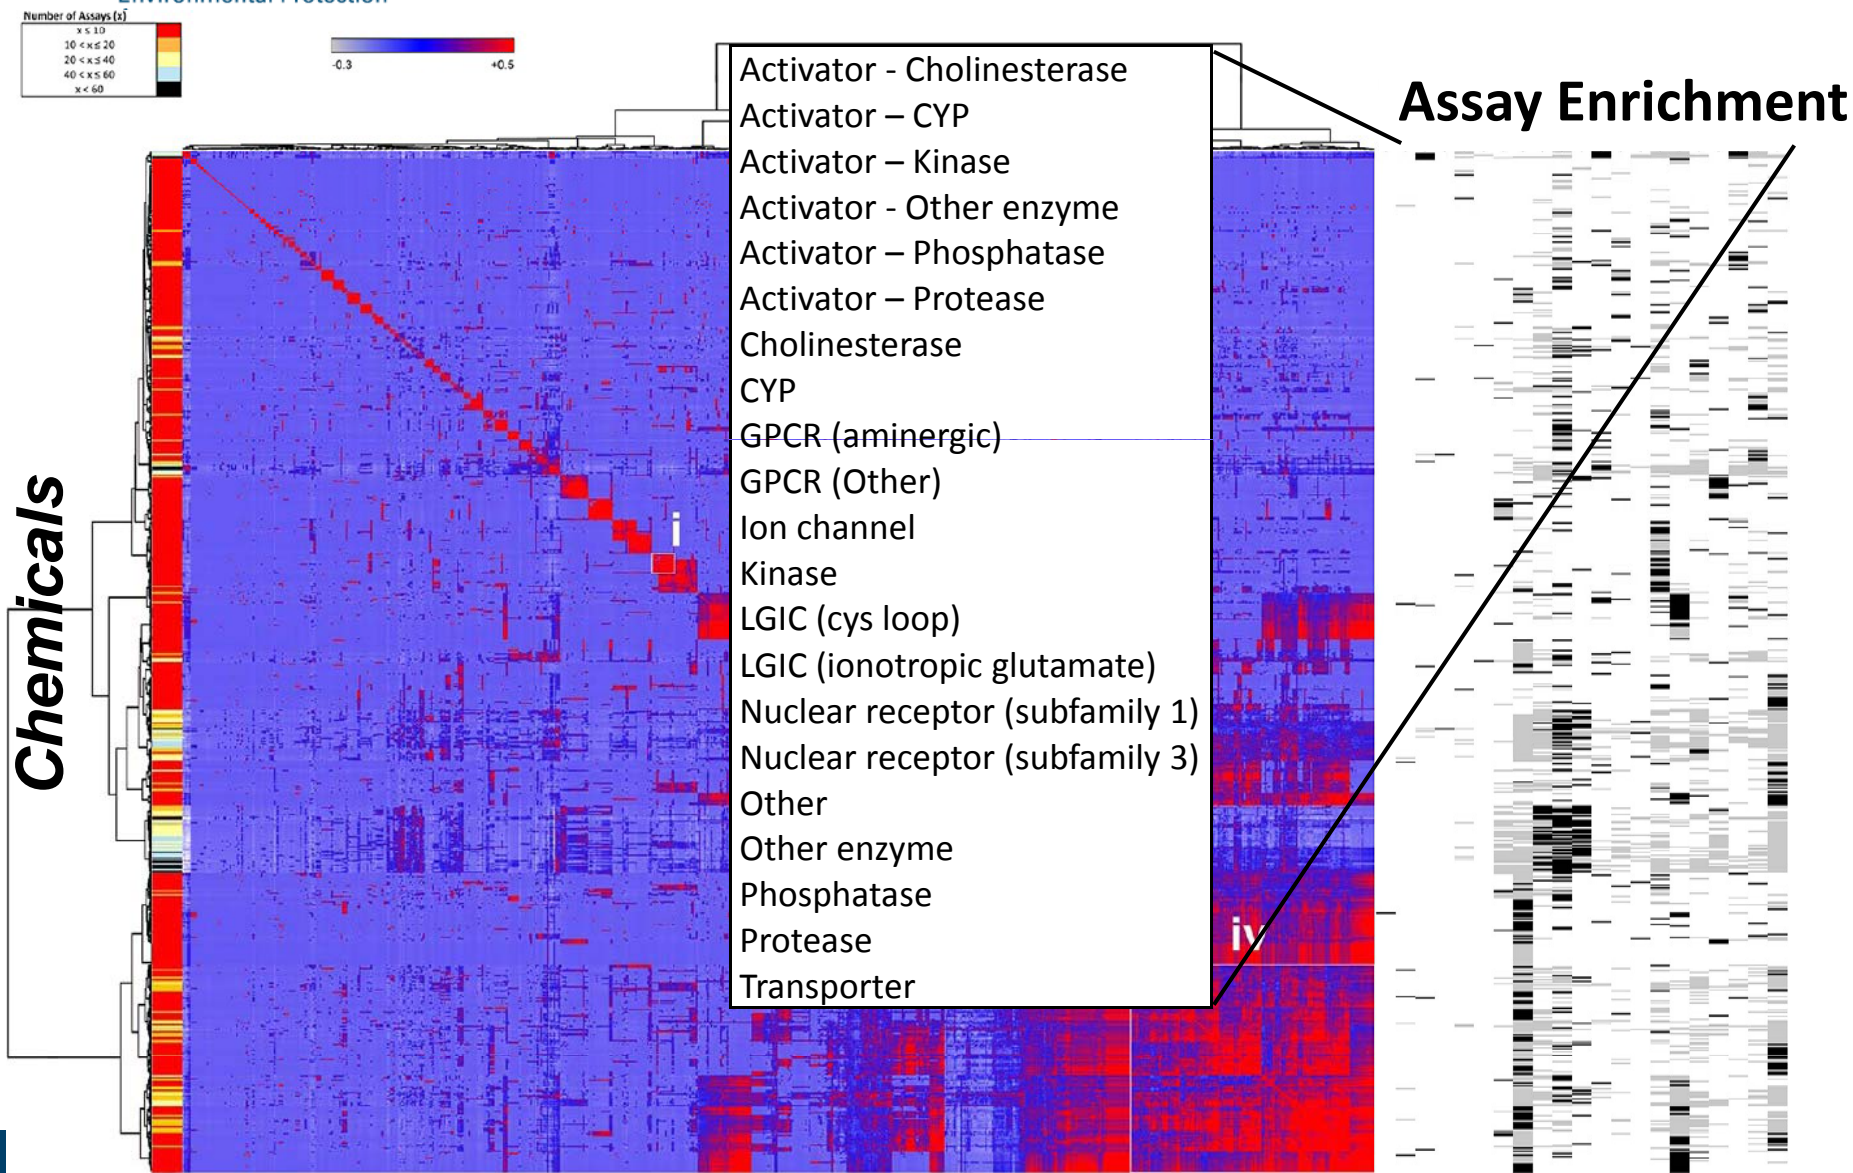 Environmental Protection
Number of Assays (x)
x ≤ 10
10 < x ≤ 20
20 < x ≤ 40
40 < x ≤ 60
x < 60
-0.3
+0.5
Assay Enrichment
Activator - Cholinesterase
Activator – CYP
Activator – Kinase
Activator - Other enzyme
Activator – Phosphatase
Activator – Protease
Cholinesterase
CYP
GPCR (aminergic)
GPCR (Other)
Ion channel
Kinase
LGIC (cys loop)
LGIC (ionotropic glutamate)
Nuclear receptor (subfamily 1)
Nuclear receptor (subfamily 3)
Other
Other enzyme
Phosphatase
Protease
Transporter
Chemicals
i
iv